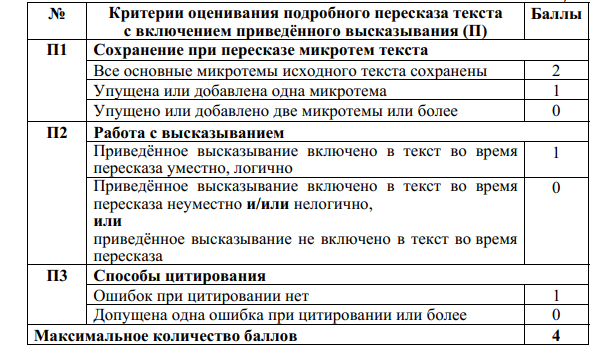 № Критерии оценивания подробного пересказа текста Баллы
с включением приведённого высказывания (П)
П1 Сохранение при пересказе микротем текста
Все основные микротемы исходного текста сохранены 2
Упущена или добавлена одна микротема 1
Упущено или добавлено две микротемы или более 0
П2 Работа с высказыванием
Приведённое высказывание включено в текст во время 1
пересказа уместно, логично
Приведённое высказывание включено в текст во время 0
пересказа неуместно и/или нелогично,
или
приведённое высказывание не включено в текст во время
пересказа
П3 Способы цитирования
Ошибок при цитировании нет 1
Допущена одна ошибка при цитировании или более 0
Максимальное количество баллов 4